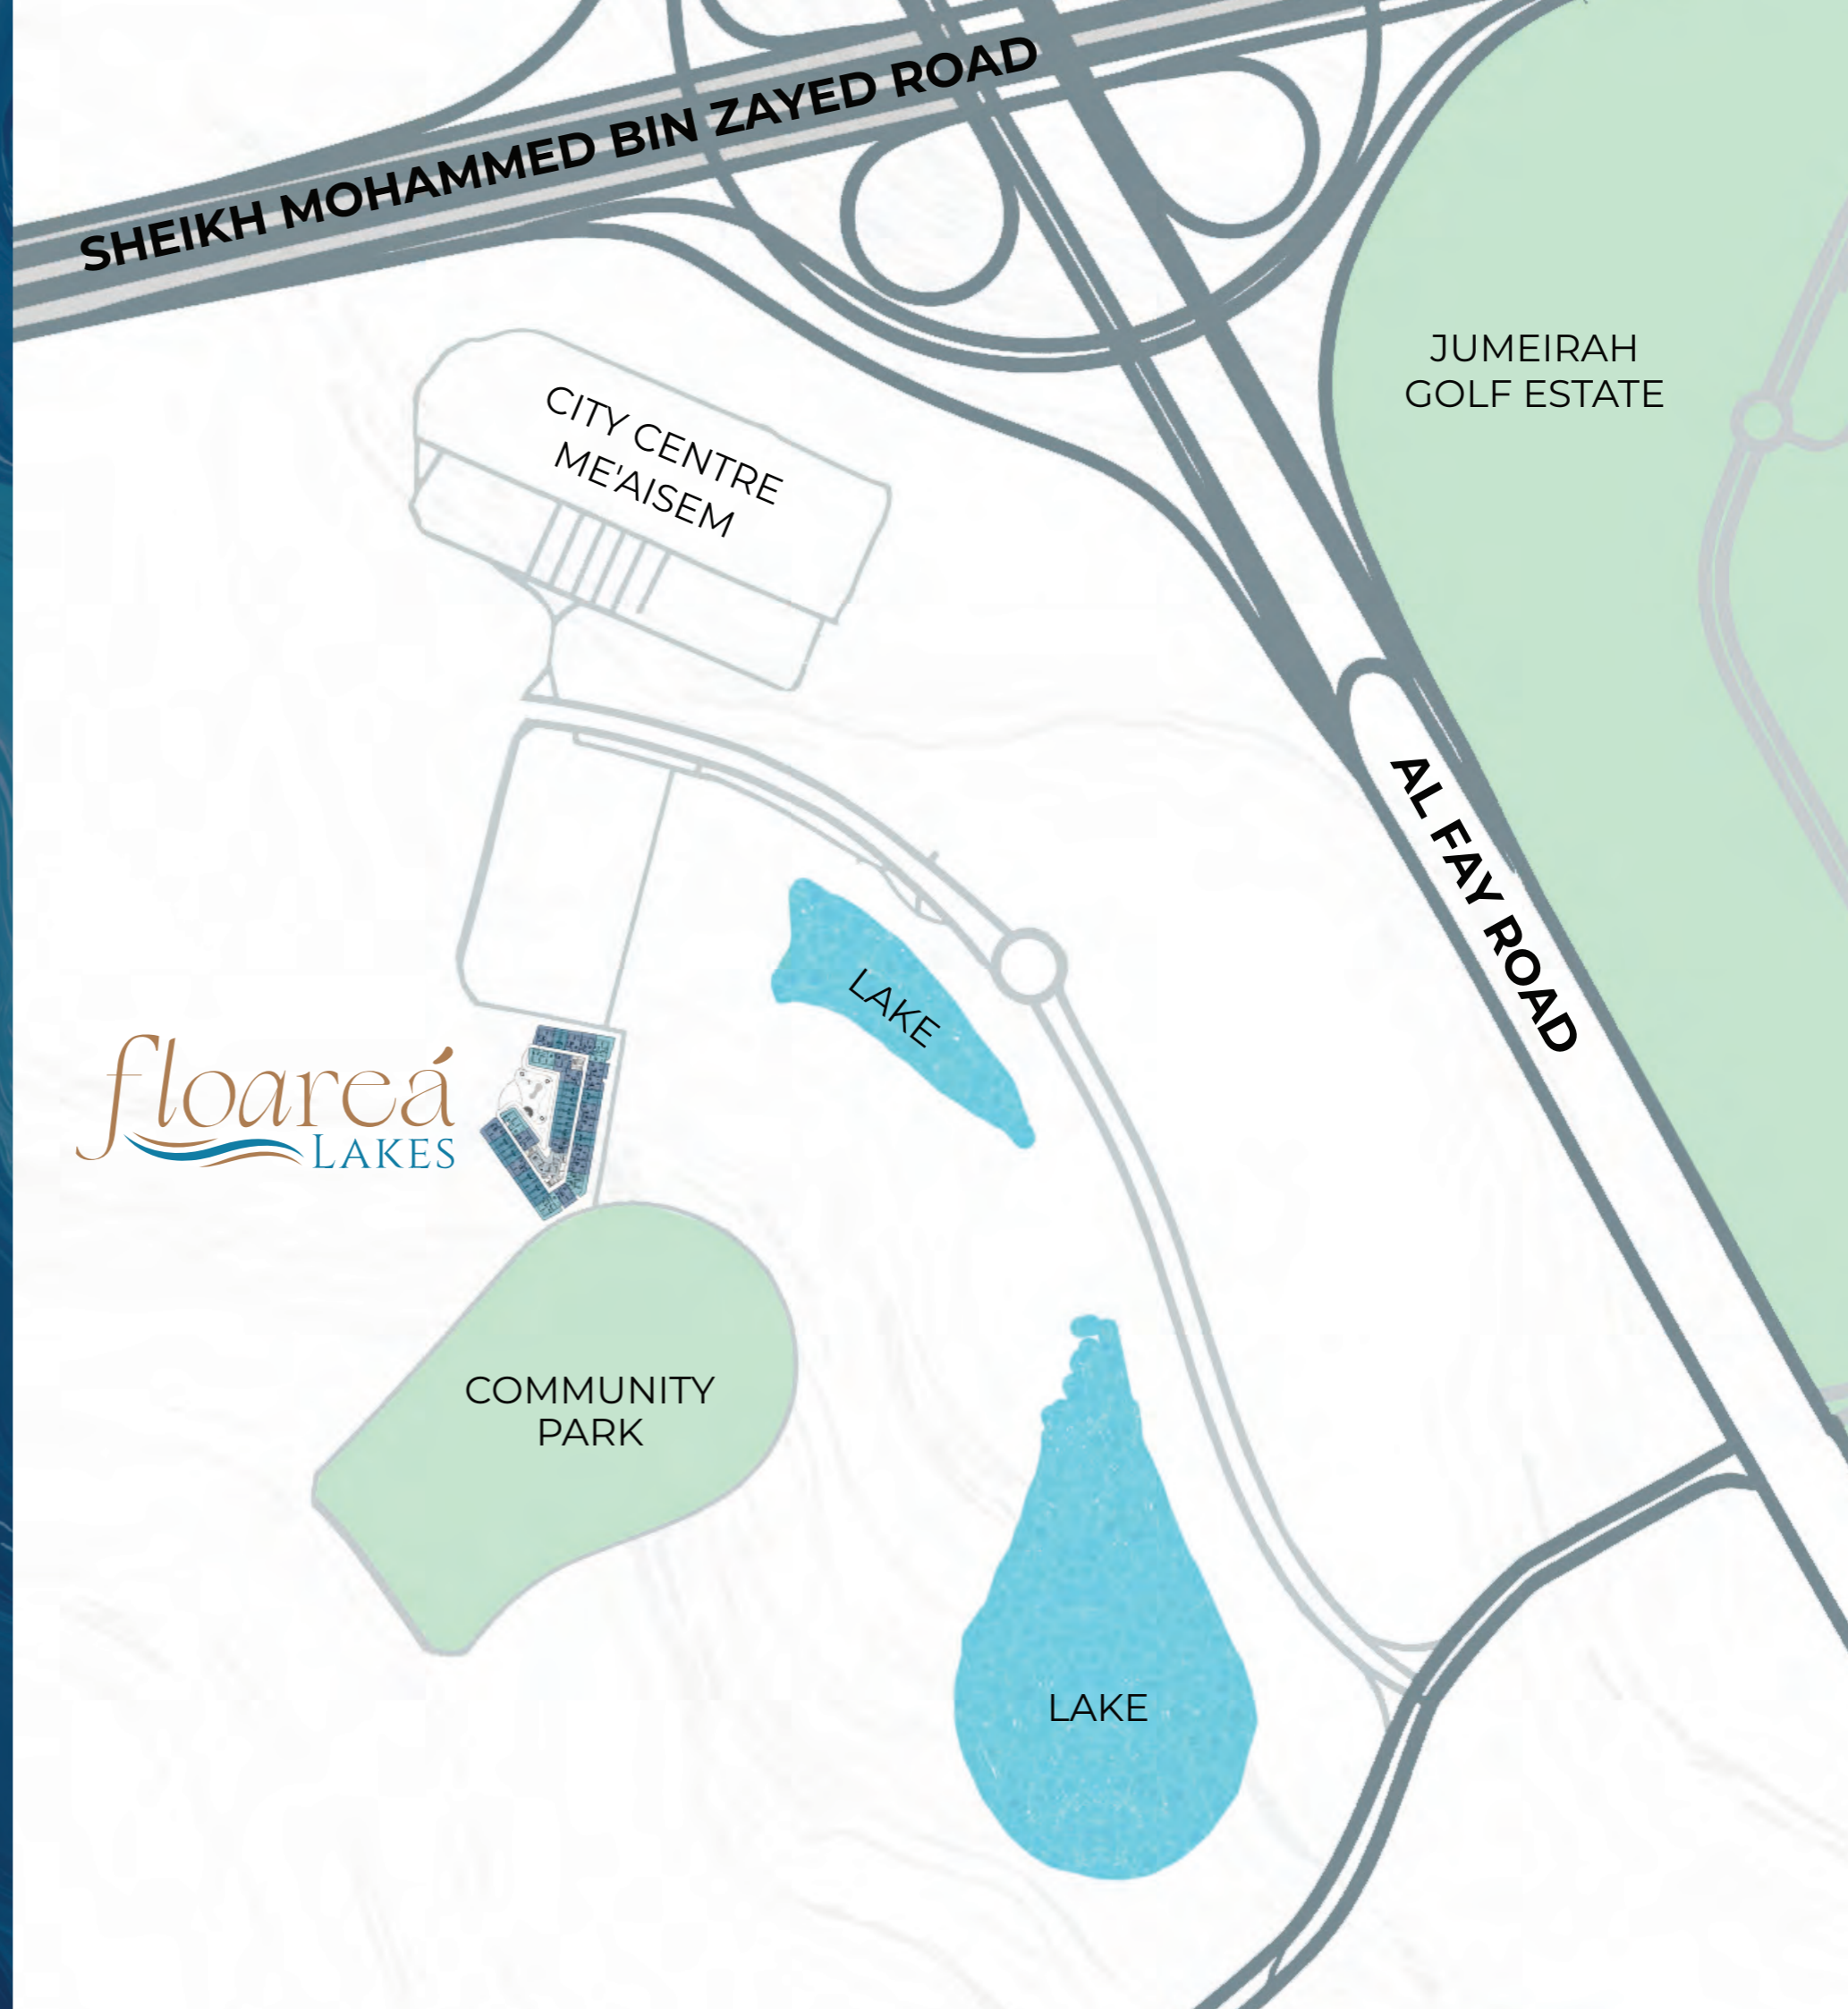 SHEIKH MOHAMMED BIN ZAYED ROAD
JUMEIRAH
GOLF ESTATE
CITY CENTRE
ME'AISEM
AL FAY ROAD
LAKE
floareá
LAKES
COMMUNITY
PARK
LAKE